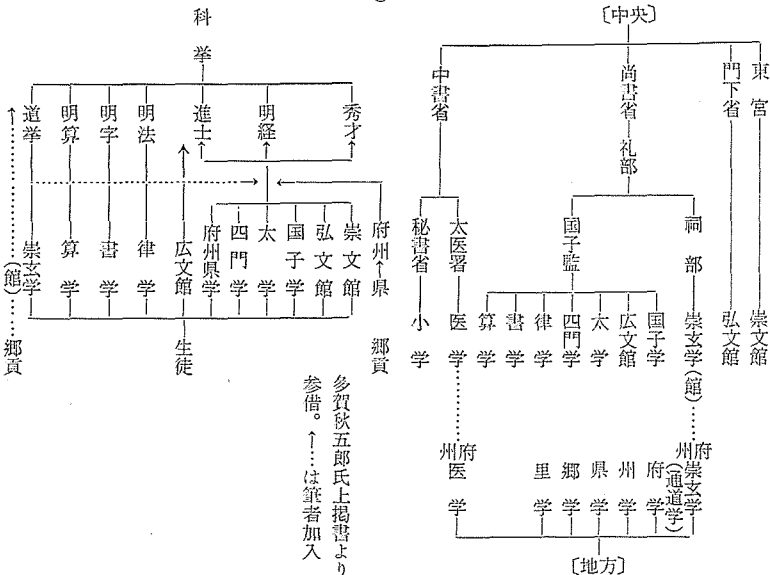 〔中央〕
東宮
崇文館
門下省
弘文館
尚書省
礼部
祠部
崇玄学(館)
府州崇玄学(通道学)
国子監
国子学
広文館
太学
四門学
律学
書学
算学
府学
州学
県学
郷学
里学
中書省
太医署
医学
府州医学
秘書省
小学
〔地方〕
科挙
秀才
明経
進士
明法
明字
明算
道挙
府州↑県
郷貢
崇文館
弘文館
国子学
太学
四門学
府州県学
広文館
律学
書学
算学
崇玄学
(館)
郷貢
生徒
多賀秋五郎氏上掲書より
参借。↑……は筆者加入